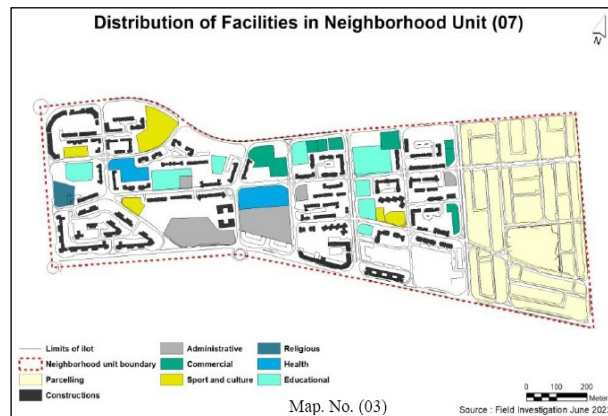 Distribution of Facilities in Neighborhood Unit (07)
N
Limits of ilot
Neighborhood unit boundary
Parcelling
Constructions
Administrative
Commercial
Sport and culture
Religious
Health
Educational
Map. No. (03)
0 100 200
Meter
Source : Field Investigation June 202